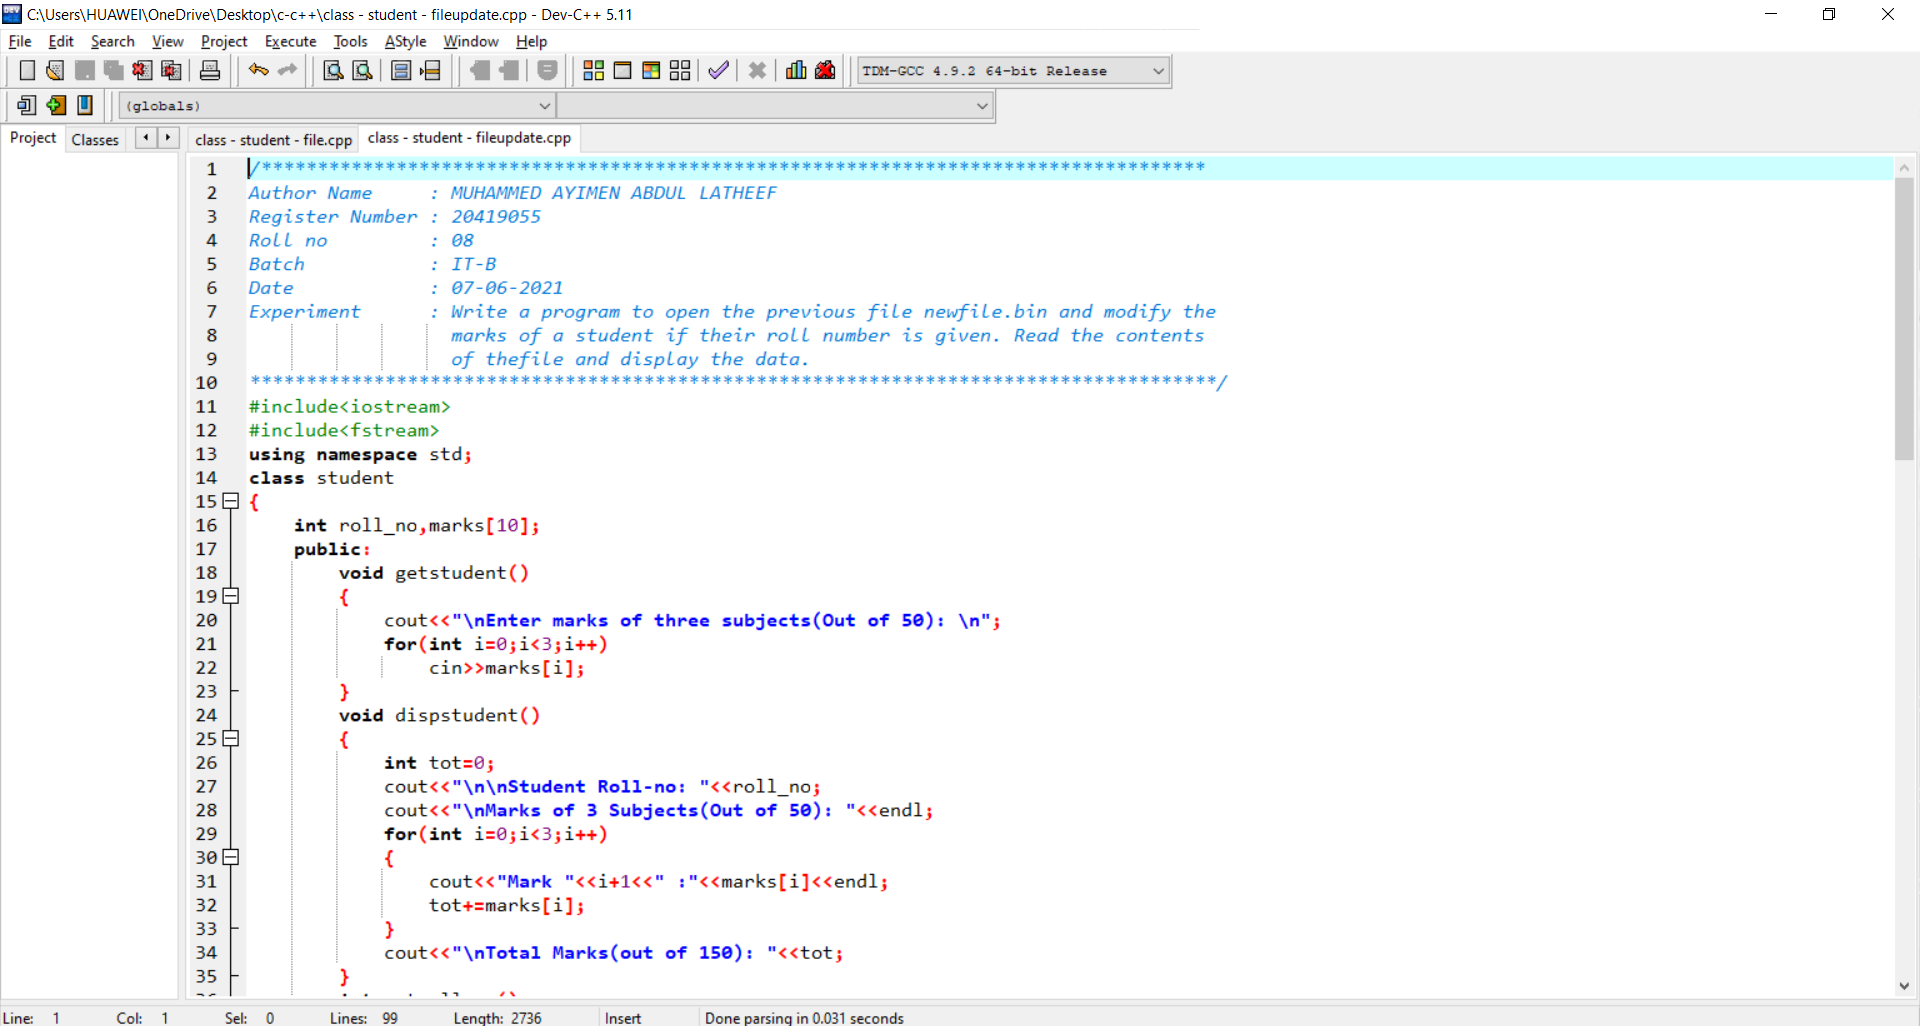 C:\Users\HUAWEI\OneDrive\Desktop\c-c++\class - student - fileupdate.cpp - Dev-C++ 5.11
File Edit Search View Project Execute Tools AStyle Window Help
TDM-GCC 4.9.2 64-bit Release
(globals)
Project Classes class - student - file.cpp class - student - fileupdate.cpp
1 /************************************************************************************
2 Author Name : MUHAMMED AYIMEN ABDUL LATHEEF
3 Register Number : 20419055
4 Roll no : 08
5 Batch : IT-B
6 Date : 07-06-2021
7 Experiment : Write a program to open the previous file newfile.bin and modify the
8 marks of a student if their roll number is given. Read the contents
9 of thefile and display the data.
10 **************************************************************************************/
11 #include<iostream>
12 #include<fstream>
13 using namespace std;
14 class student
15 {
16 int roll_no,marks[10];
17 public:
18 void getstudent()
19 {
20 cout<<"\nEnter marks of three subjects(Out of 50): \n";
21 for(int i=0;i<3;i++)
22 cin>>marks[i];
23 }
24 void dispstudent()
25 {
26 int tot=0;
27 cout<<"\n\nStudent Roll-no: "<<roll_no;
28 cout<<"\nMarks of 3 Subjects(Out of 50): "<<endl;
29 for(int i=0;i<3;i++)
30 {
31 cout<<"Mark "<<i+1<<" :"<<marks[i]<<endl;
32 tot+=marks[i];
33 }
34 cout<<"\nTotal Marks(out of 150): "<<tot;
35 }
Line: 1 Col: 1 Sel: 0 Lines: 99 Length: 2736 Insert Done parsing in 0.031 seconds